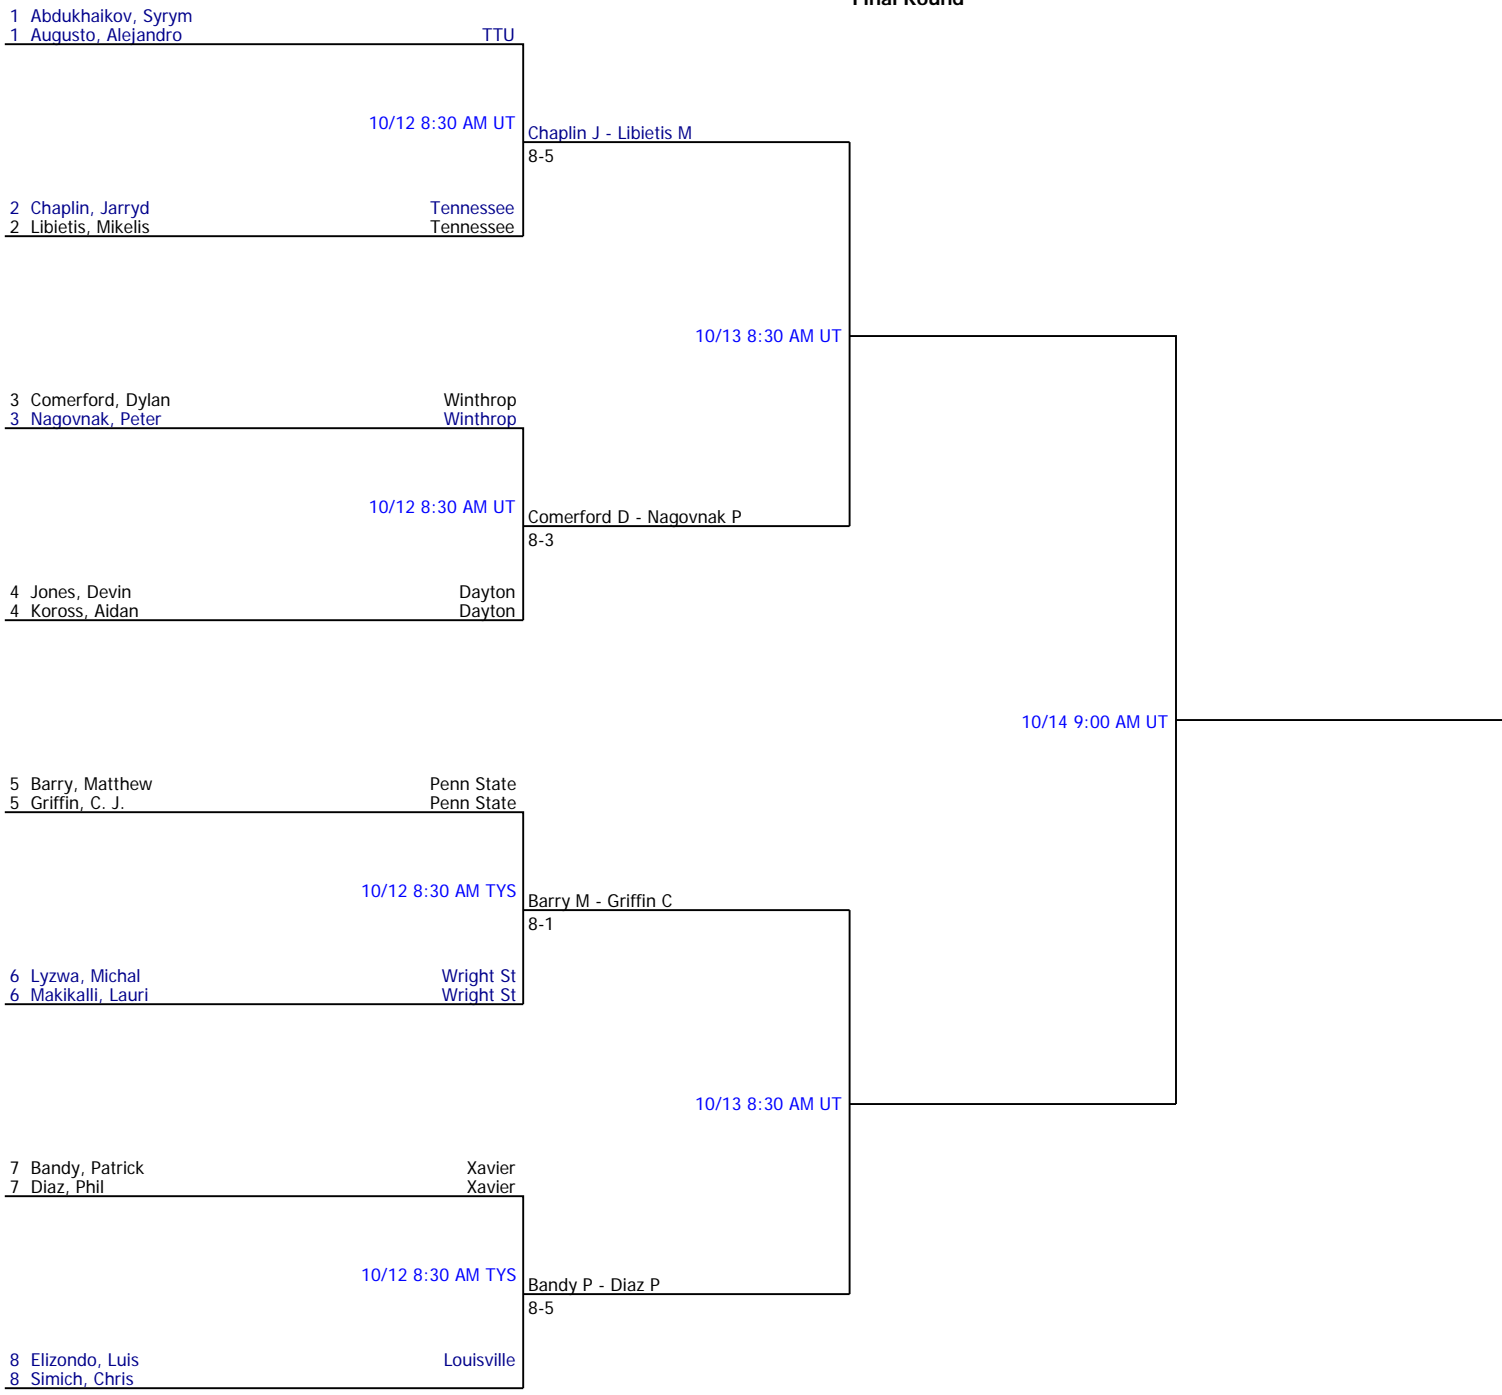 Final Round
1 Abdukhaikov, Syrym
1 Augusto, Alejandro TTU
10/12 8:30 AM UT
Chaplin J - Libietis M
8-5
2 Chaplin, Jarryd Tennessee
2 Libietis, Mikelis Tennessee
10/13 8:30 AM UT
3 Comerford, Dylan Winthrop
3 Nagovnak, Peter Winthrop
10/12 8:30 AM UT
Comerford D - Nagovnak P
8-3
4 Jones, Devin Dayton
4 Koross, Aidan Dayton
10/14 9:00 AM UT
5 Barry, Matthew Penn State
5 Griffin, C. J. Penn State
10/12 8:30 AM TYS
Barry M - Griffin C
8-1
6 Lyzwa, Michal Wright St
6 Makikalli, Lauri Wright St
10/13 8:30 AM UT
7 Bandy, Patrick Xavier
7 Diaz, Phil Xavier
10/12 8:30 AM TYS
Bandy P - Diaz P
8-5
8 Elizondo, Luis Louisville
8 Simich, Chris